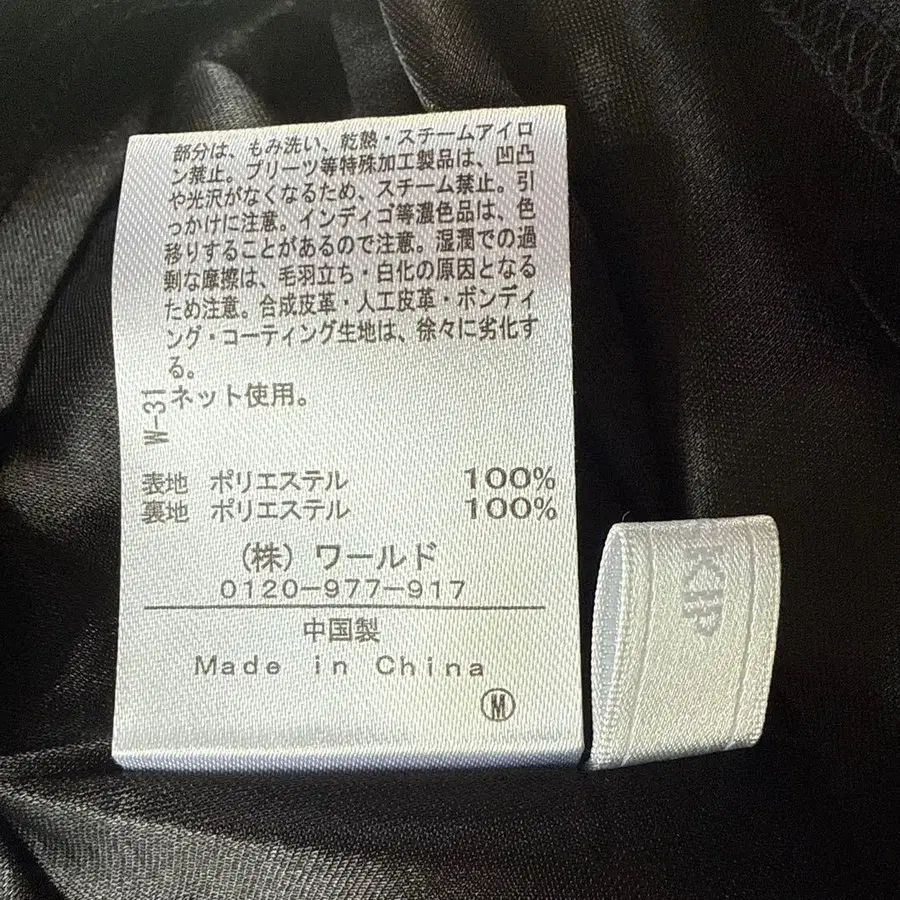 部分は、もみ洗い、乾熱・スチームアイロ
ン禁止。プリーツ等特殊加工製品は、凹凸
や光沢がなくなるため、スチーム禁止。引
っかけに注意。インディゴ等濃色品は、色
移りすることがあるので注意。湿潤での過
剰な摩擦は、毛羽立ち・白化の原因となる
ため注意。合成皮革・人工皮革・ボンディ
ング・コーティング生地は、徐々に劣化す
る。
ネット使用。
W-31
表地 ポリエステル 100%
裏地 ポリエステル 100%
(株) ワールド
0120-977-917
中国製
Made in China
M